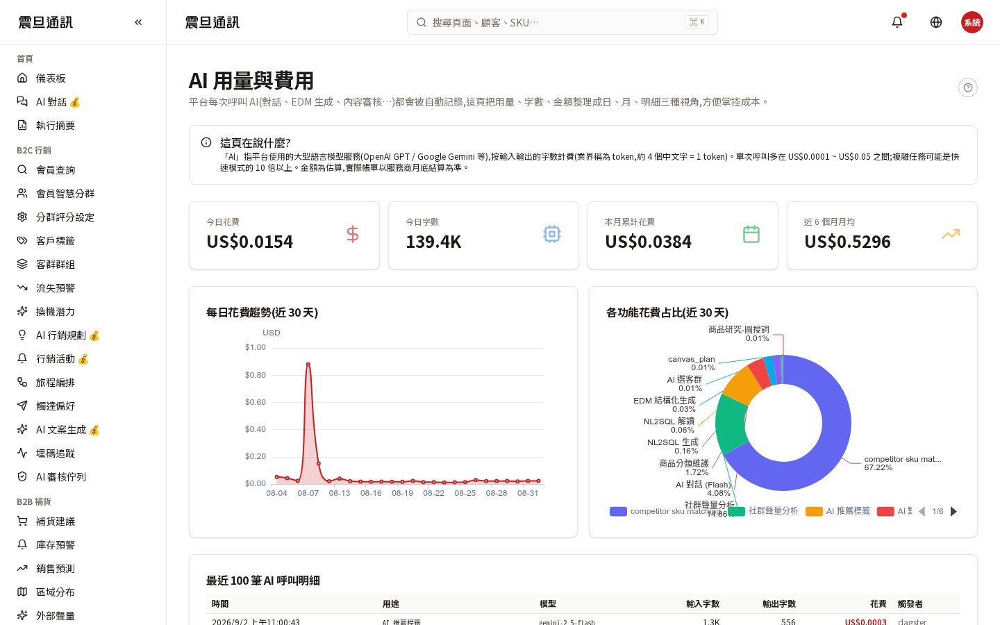 震旦通訊
震旦通訊
搜尋頁面、顧客、SKU…
⌘ K
系統
首頁
儀表板
AI 對話 💰
執行摘要
B2C 行銷
會員查詢
會員智慧分群
分群評分設定
客戶標籤
客群群組
流失預警
換機潛力
AI 行銷規劃 💰
行銷活動 💰
旅程編排
觸達偏好
AI 文案生成 💰
埋碼追蹤
AI 審核佇列
B2B 補貨
補貨建議
庫存預警
銷售預測
區域分布
外部聲量
AI 用量與費用
平台每次呼叫 AI(對話、EDM 生成、內容審核…)都會被自動記錄,這頁把用量、字數、金額整理成日、月、明細三種視角,方便掌控成本。
這頁在說什麼?
「AI」指平台使用的大型語言模型服務(OpenAI GPT / Google Gemini 等),按輸入輸出的字數計費(業界稱為 token,約 4 個中文字 = 1 token)。單次呼叫多在 US$0.0001 ~ US$0.05 之間;複雜任務可能是快
速模式的 10 倍以上。金額為估算,實際帳單以服務商月底結算為準。
今日花費
US$0.0154
今日字數
139.4K
本月累計花費
US$0.0384
近 6 個月月均
US$0.5296
每日花費趨勢(近 30 天)
USD
$1.00
$0.80
$0.60
$0.40
$0.20
$0.00
08-04 08-07 08-13 08-16 08-19 08-22 08-25 08-28 08-31
各功能花費占比(近 30 天)
商品研究-圖搜詞
0.01%
canvas_plan
0.01%
AI 選客群
0.01%
EDM 結構化生成
0.03%
NL2SQL 解讀
0.06%
NL2SQL 生成
0.16%
商品分類維護
1.72%
AI 對話 (Flash)
4.08%
社群聲量分析
14.86%
competitor sku mat...
67.22%
competitor sku matching 社群聲量分析 AI 推薦標籤 AI 對 1/6
最近 100 筆 AI 呼叫明細
時間 用途 模型 輸入字數 輸出字數 花費 觸發者
2026/9/2 上午11:00:43 AI 推薦標籤 gemini-2.5-flash 1.3K 556 US$0.0003 dagster